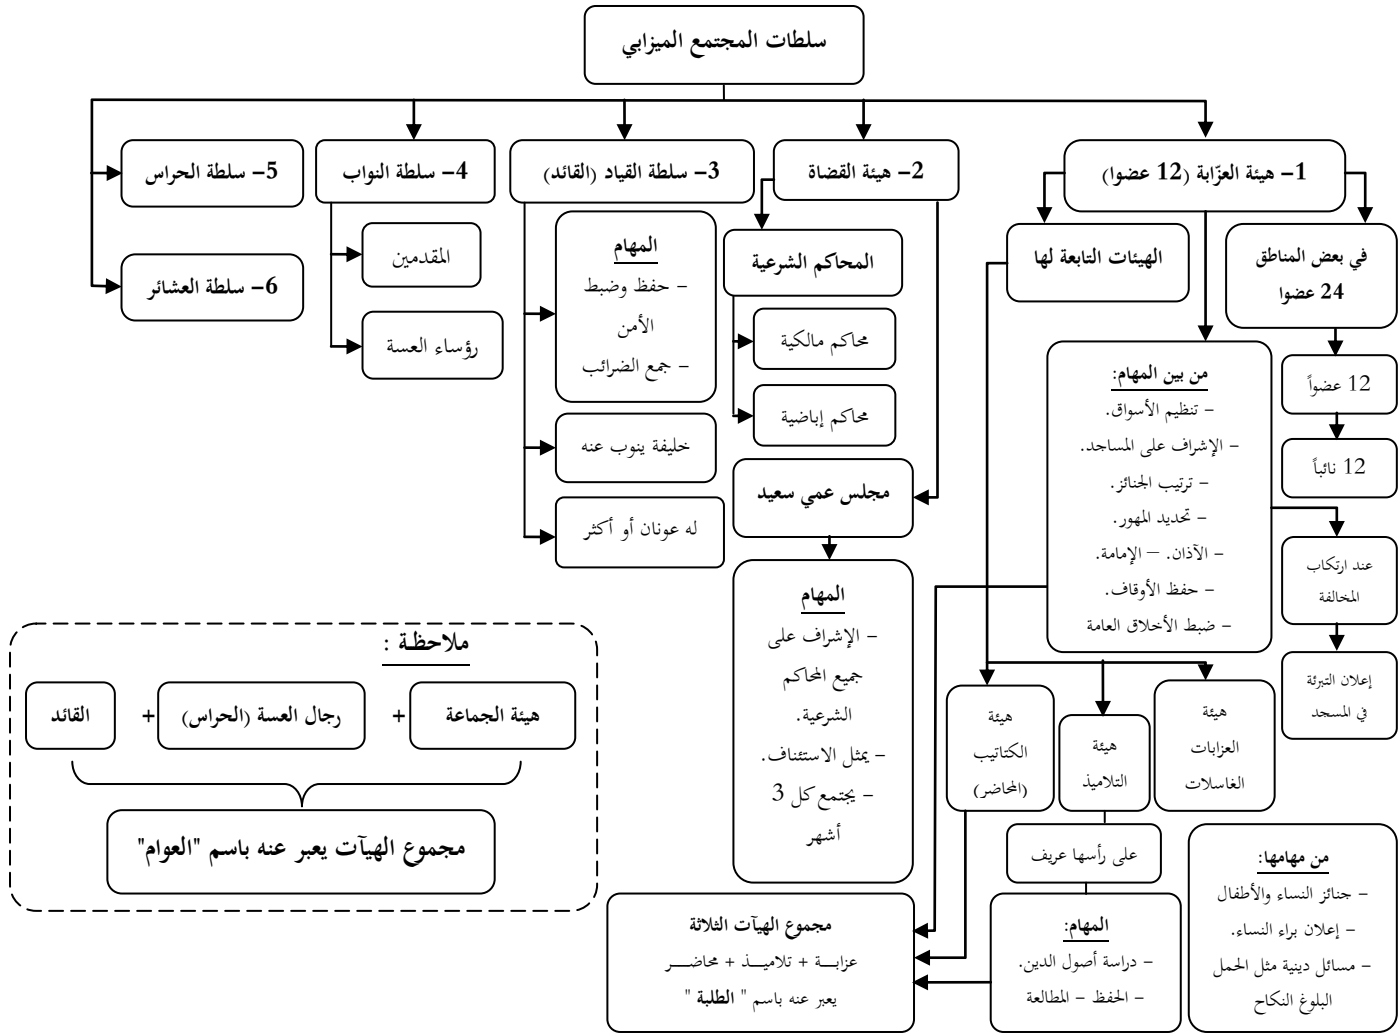 سلطات المجتمع الميزابي
1- هيئة العزّابة (12 عضوا)
2- هيئة القضاة
3- سلطة القياد (القائد)
4- سلطة النواب
5- سلطة الحراس
6- سلطة العشائر
في بعض المناطق
24 عضوا
12 عضواً
12 نائباً
الهيئات التابعة لها
من بين المهام:
- تنظيم الأسواق.
- الإشراف على المساجد.
- ترتيب الجنائز.
- تحديد المهور.
- الآذان. – الإمامة.
- حفظ الأوقاف.
- ضبط الأخلاق العامة
عند ارتكاب
المخالفة
إعلان التبرئة
في المسجد
هيئة
العزابات
الغاسلات
هيئة
التلاميذ
هيئة
الكتاتيب
(المحاضر)
من مهامها:
- جنائز النساء والأطفال
- إعلان براء النساء.
- مسائل دينية مثل الحمل
البلوغ النكاح
على رأسها عريف
المهام:
- دراسة أصول الدين.
- الحفظ – المطالعة
مجموع الهيآت الثلاثة
عزابــة + تلاميــذ + محاضــر
يعبر عنه باسم " الطلبة "
المحاكم الشرعية
محاكم مالكية
محاكم إباضية
مجلس عمي سعيد
المهام
- الإشراف على
جميع المحاكم
الشرعية.
- يمثل الاستئناف.
- يجتمع كل 3
أشهر
المهام
- حفظ وضبط
الأمن
- جمع الضرائب
خليفة ينوب عنه
له عونان أو أكثر
المقدمين
رؤساء العسة
ملاحظة :
هيئة الجماعة + رجال العسة (الحراس) + القائد
مجموع الهيآت يعبر عنه باسم "العوام"